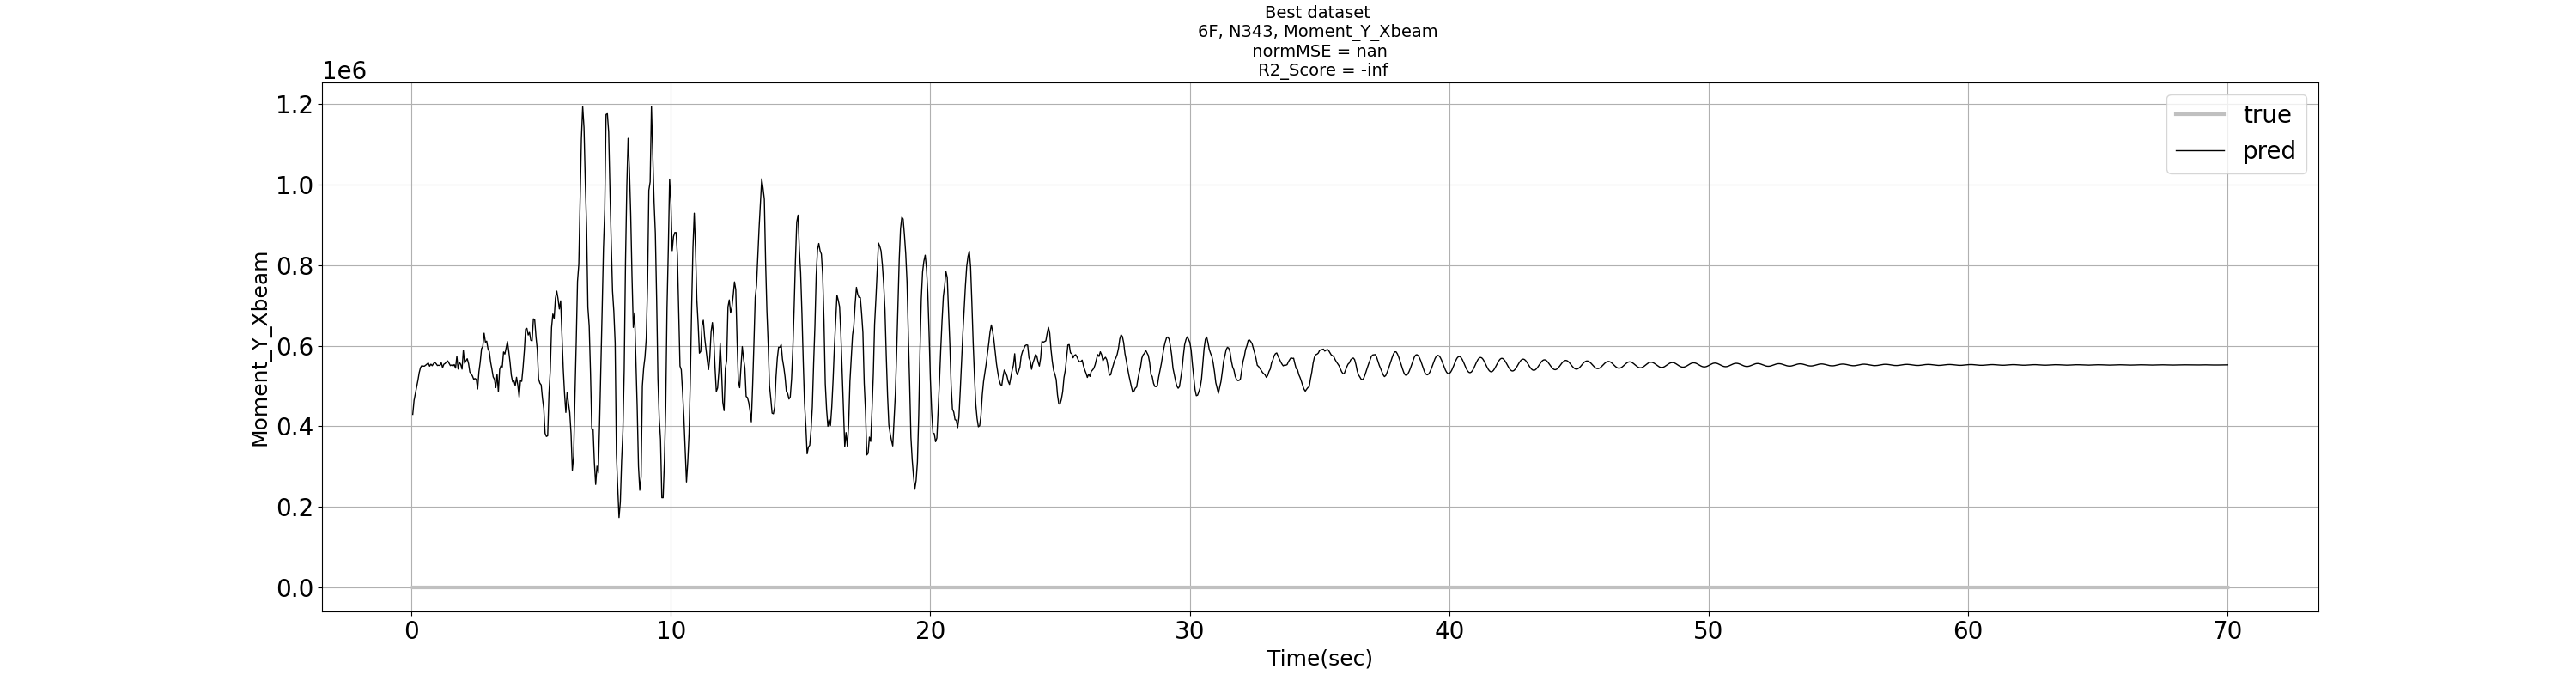 Best dataset
6F, N343, Moment_Y_Xbeam
normMSE = nan
R2_Score = -inf
1e6
1.2
1.0
0.8
0.6
0.4
0.2
0.0
Moment_Y_Xbeam
true
pred
0 10 20 30 40 50 60 70
Time(sec)